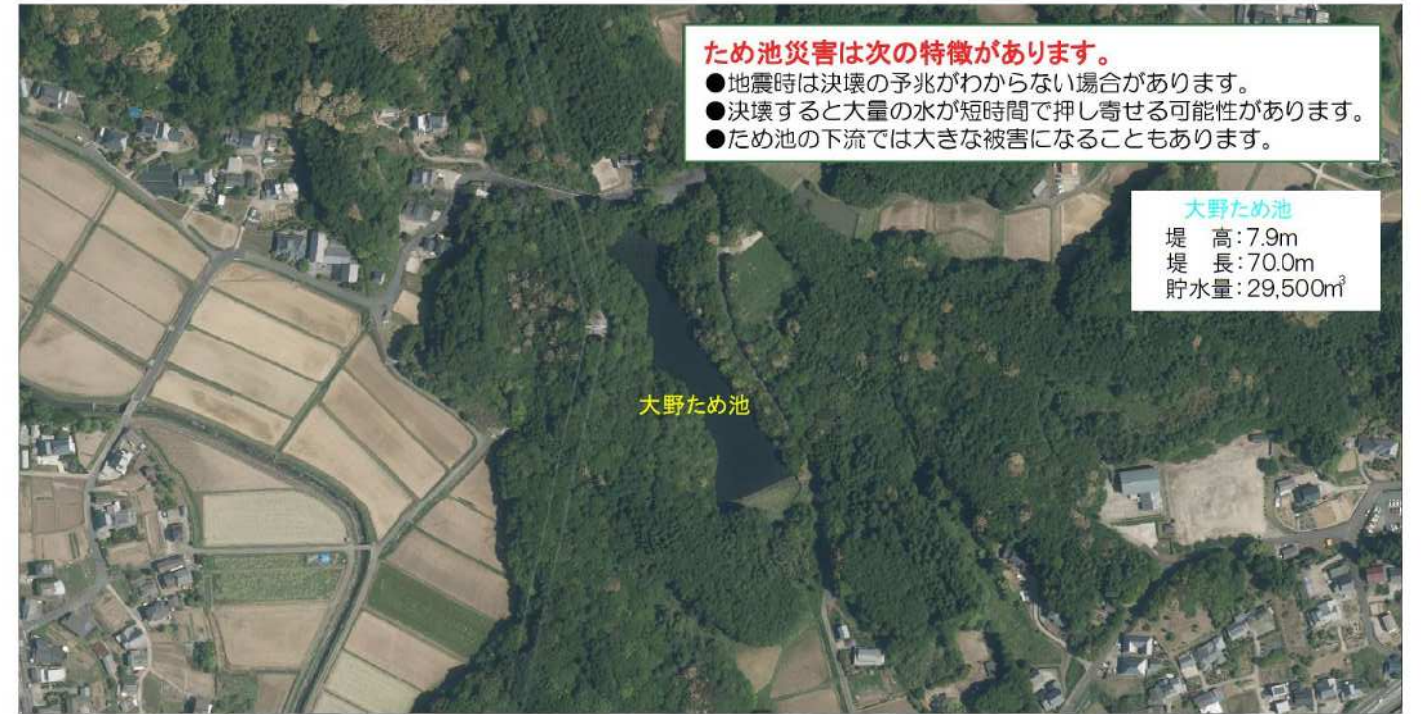 ため池災害は次の特徴があります。
●地震時は決壊の予兆がわからない場合があります。
●決壊すると大量の水が短時間で押し寄せる可能性があります。
●ため池の下流では大きな被害になることもあります。
大野ため池
堤　高：7.9m
堤　長：70.0m
貯水量：29,500㎥
大野ため池